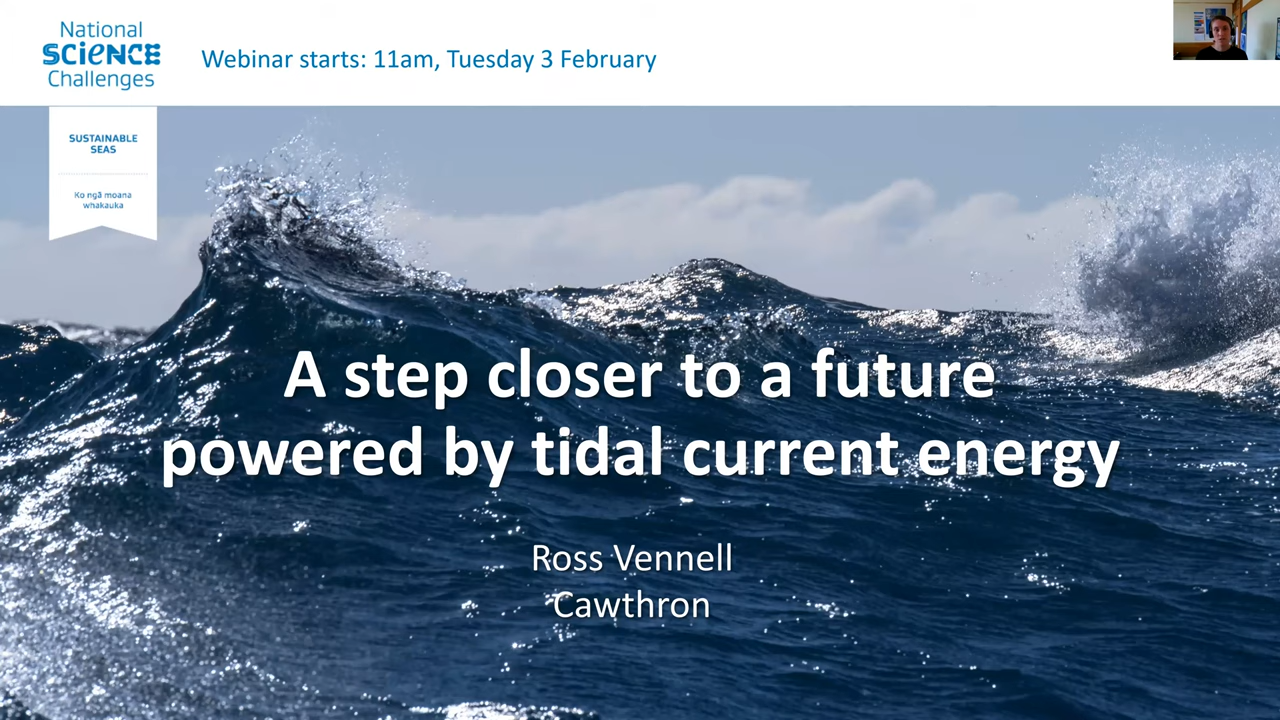 National
SCIENCE
Challenges
Webinar starts: 11am, Tuesday 3 February
SUSTAINABLE
SEAS
Ko ngā moana
whakauka
A step closer to a future
powered by tidal current energy
Ross Vennell
Cawthron